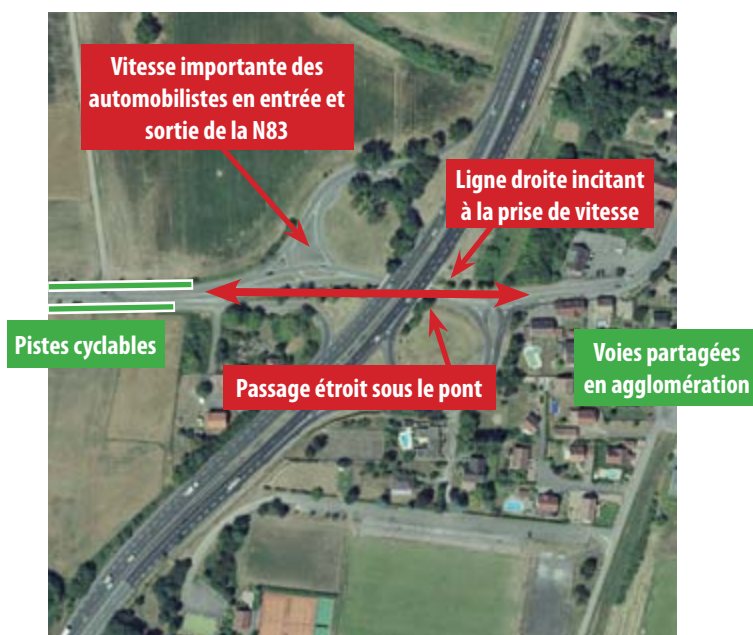 Vitesse importante des
automobilistes en entrée et
sortie de la N83
Ligne droite incitant
à la prise de vitesse
Pistes cyclables
Voies partagées
en agglomération
Passage étroit sous le pont